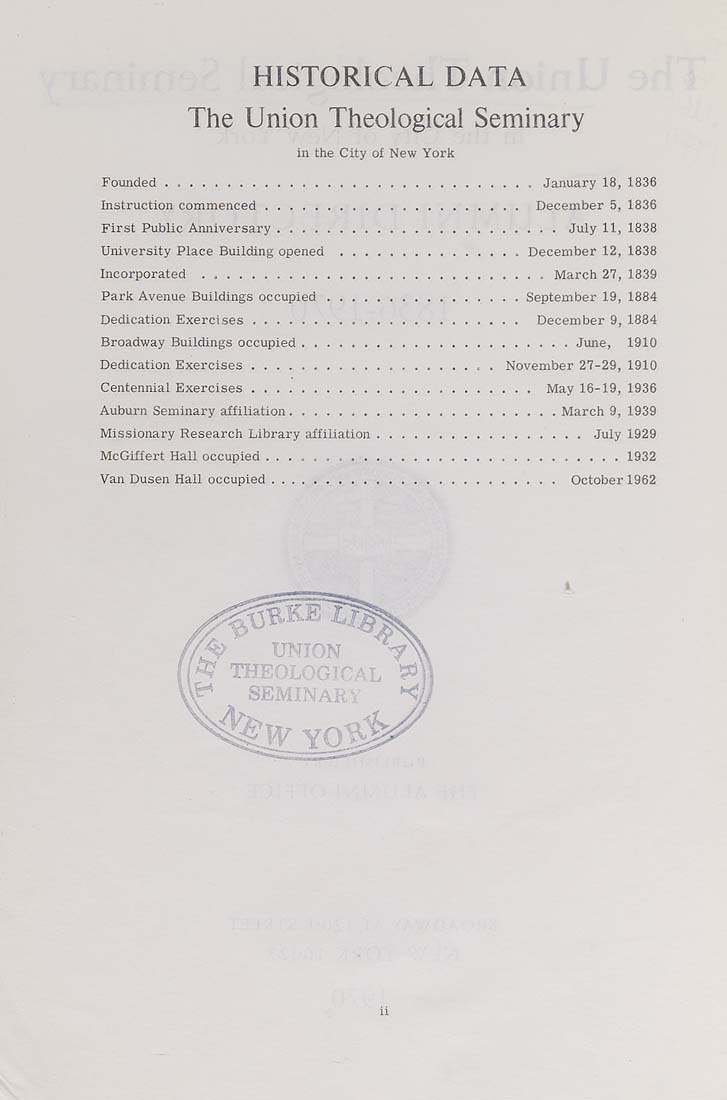 HISTORICAL DATA
The Union Theological Seminary
in the City of New York
Founded . . . . . . . . . . . . . . . . . . . . . . . . . . . . . . January 18, 1836
Instruction commenced . . . . . . . . . . . . . . . . . . . . . December 5, 1836
First Public Anniversary . . . . . . . . . . . . . . . . . . . . . . . July 11, 1838
University Place Building opened . . . . . . . . . . . . . . . December 12, 1838
Incorporated . . . . . . . . . . . . . . . . . . . . . . . . . . . . March 27, 1839
Park Avenue Buildings occupied . . . . . . . . . . . . . . . . September 19, 1884
Dedication Exercises . . . . . . . . . . . . . . . . . . . . . . December 9, 1884
Broadway Buildings occupied . . . . . . . . . . . . . . . . . . . . . . June, 1910
Dedication Exercises . . . . . . . . . . . . . . . . . . . . November 27-29, 1910
Centennial Exercises . . . . . . . . . . . . . . . . . . . . . . . May 16-19, 1936
Auburn Seminary affiliation . . . . . . . . . . . . . . . . . . . . . . March 9, 1939
Missionary Research Library affiliation . . . . . . . . . . . . . . . . . July 1929
McGiffert Hall occupied . . . . . . . . . . . . . . . . . . . . . . . . . . . . . 1932
Van Dusen Hall occupied . . . . . . . . . . . . . . . . . . . . . . . . October 1962
THE BURKE LIBRARY
UNION
THEOLOGICAL
SEMINARY
NEW YORK
ii